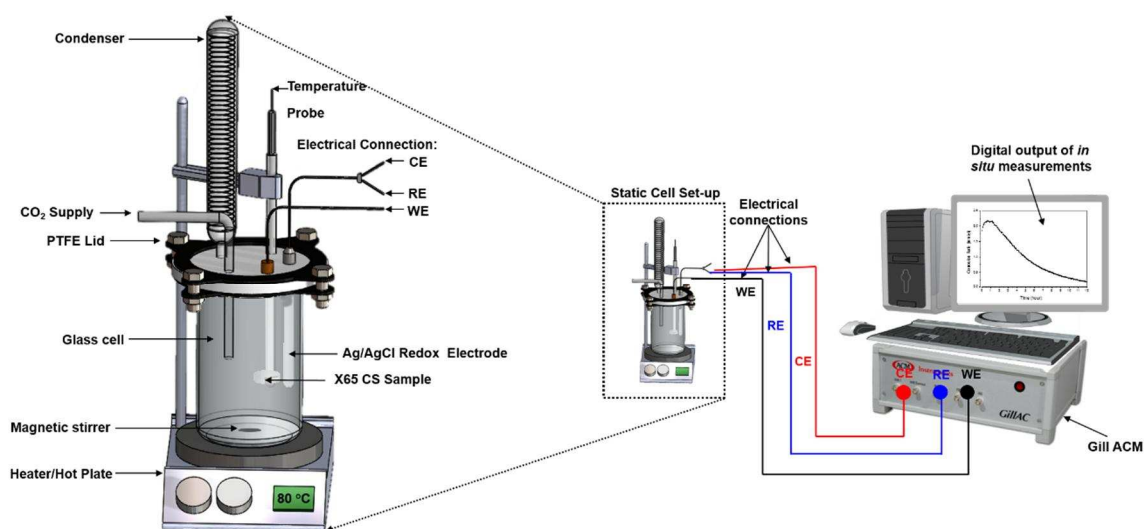 Condenser
Temperature
Probe
Electrical Connection:
CE
RE
WE
CO₂ Supply
PTFE Lid
Glass cell
Ag/AgCl Redox Electrode
X65 CS Sample
Magnetic stirrer
Heater/Hot Plate
80 °C
Static Cell Set-up
Electrical
connections
WE
RE
CE
Digital output of in
situ measurements
Time (hour)
CE RE WE
GillAC
Gill ACM